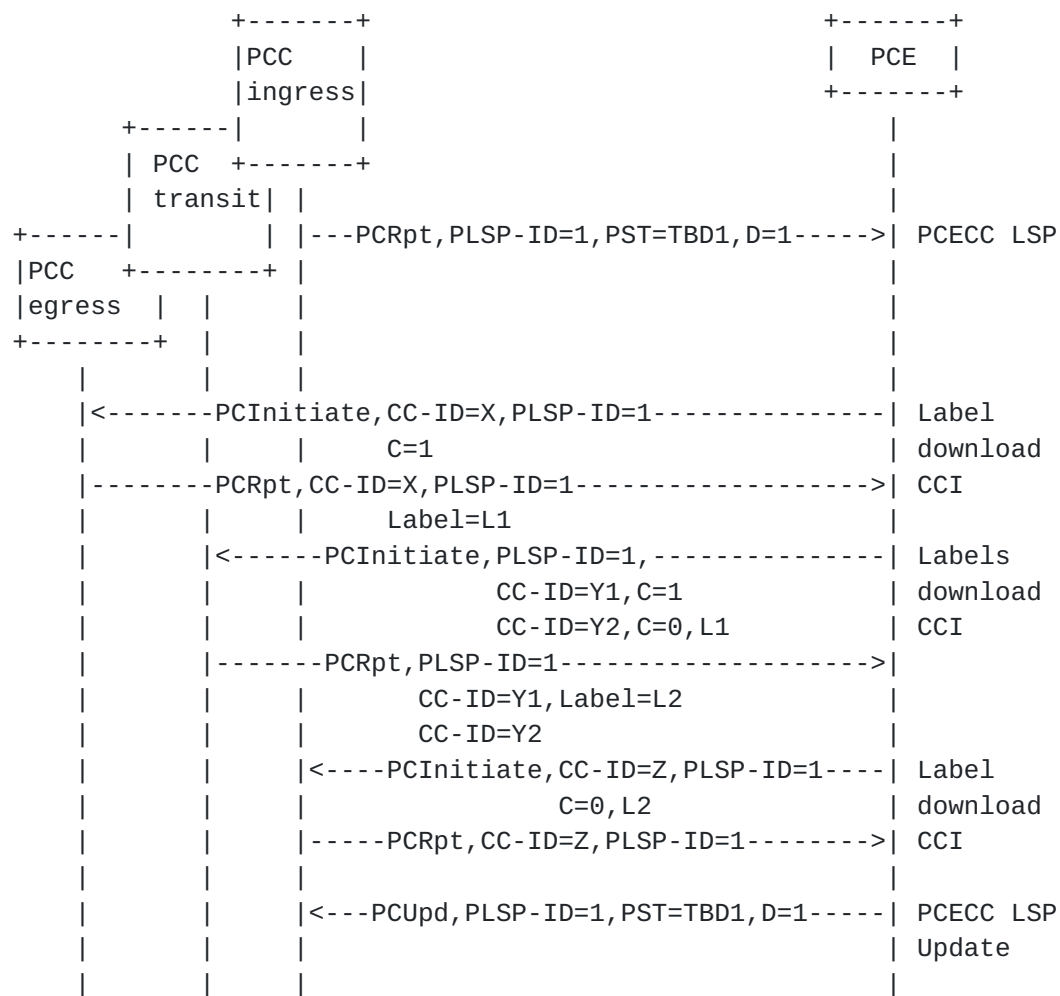 +-------+                             +-------+
|PCC    |                             |  PCE  |
|ingress|                             +-------+
+------|       |                                 |
| PCC  +-------+                                 |
| transit|  |                                    |
+------|        |  |---PCRpt,PLSP-ID=1,PST=TBD1,D=1----->| PCECC LSP
|PCC   +--------+  |                                     |
|egress  |  |      |                                     |
+--------+  |      |                                     |
|       |     |                                     |
|<-------PCInitiate,CC-ID=X,PLSP-ID=1---------------| Label
|       |     |     C=1                             | download
|--------PCRpt,CC-ID=X,PLSP-ID=1------------------->| CCI
|       |     |     Label=L1                        |
|       |<------PCInitiate,PLSP-ID=1,---------------| Labels
|       |     |            CC-ID=Y1,C=1             | download
|       |     |            CC-ID=Y2,C=0,L1          | CCI
|       |-------PCRpt,PLSP-ID=1-------------------->|
|       |     |       CC-ID=Y1,Label=L2             |
|       |     |       CC-ID=Y2                      |
|       |     |<----PCInitiate,CC-ID=Z,PLSP-ID=1----| Label
|       |     |                C=0,L2               | download
|       |     |-----PCRpt,CC-ID=Z,PLSP-ID=1-------->| CCI
|       |     |                                     |
|       |     |<---PCUpd,PLSP-ID=1,PST=TBD1,D=1-----| PCECC LSP
|       |     |                                     | Update
|       |     |                                     |